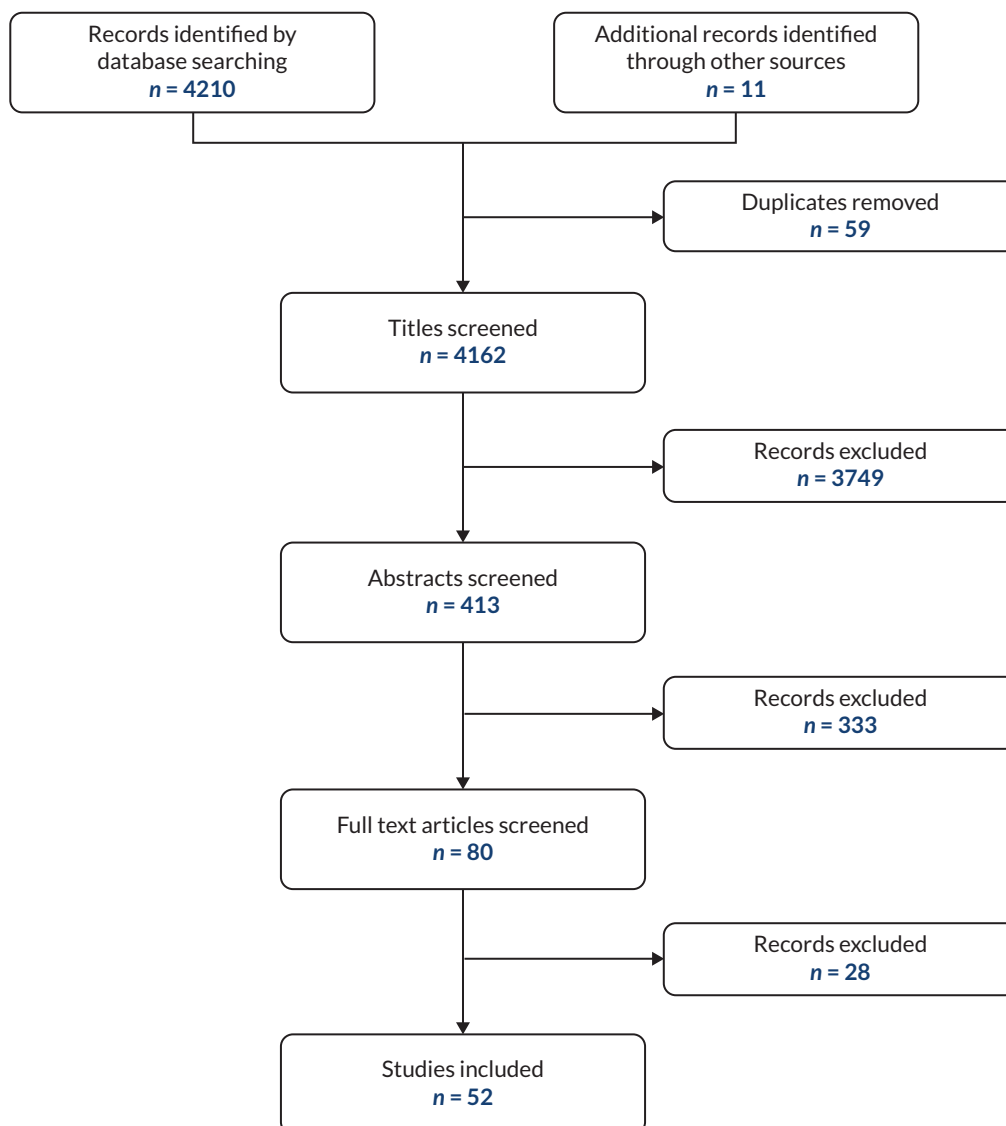 Records identified by
database searching
n = 4210
Additional records identified
through other sources
n = 11
Duplicates removed
n = 59
Titles screened
n = 4162
Records excluded
n = 3749
Abstracts screened
n = 413
Records excluded
n = 333
Full text articles screened
n = 80
Records excluded
n = 28
Studies included
n = 52